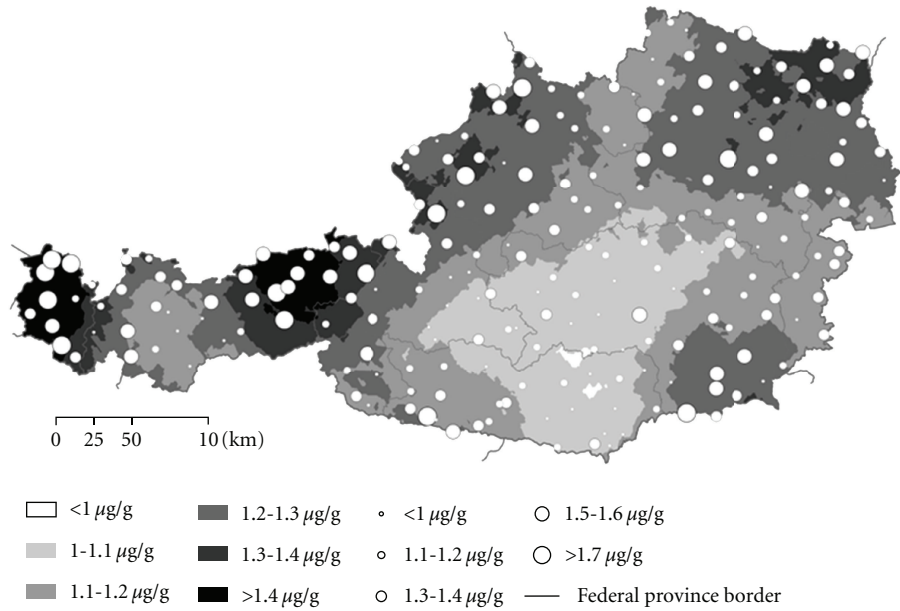 0 25 50 10 (km)
<1 μg/g 1.2-1.3 μg/g <1 μg/g 1.5-1.6 μg/g
1-1.1 μg/g 1.3-1.4 μg/g 1.1-1.2 μg/g >1.7 μg/g
1.1-1.2 μg/g >1.4 μg/g 1.3-1.4 μg/g Federal province border